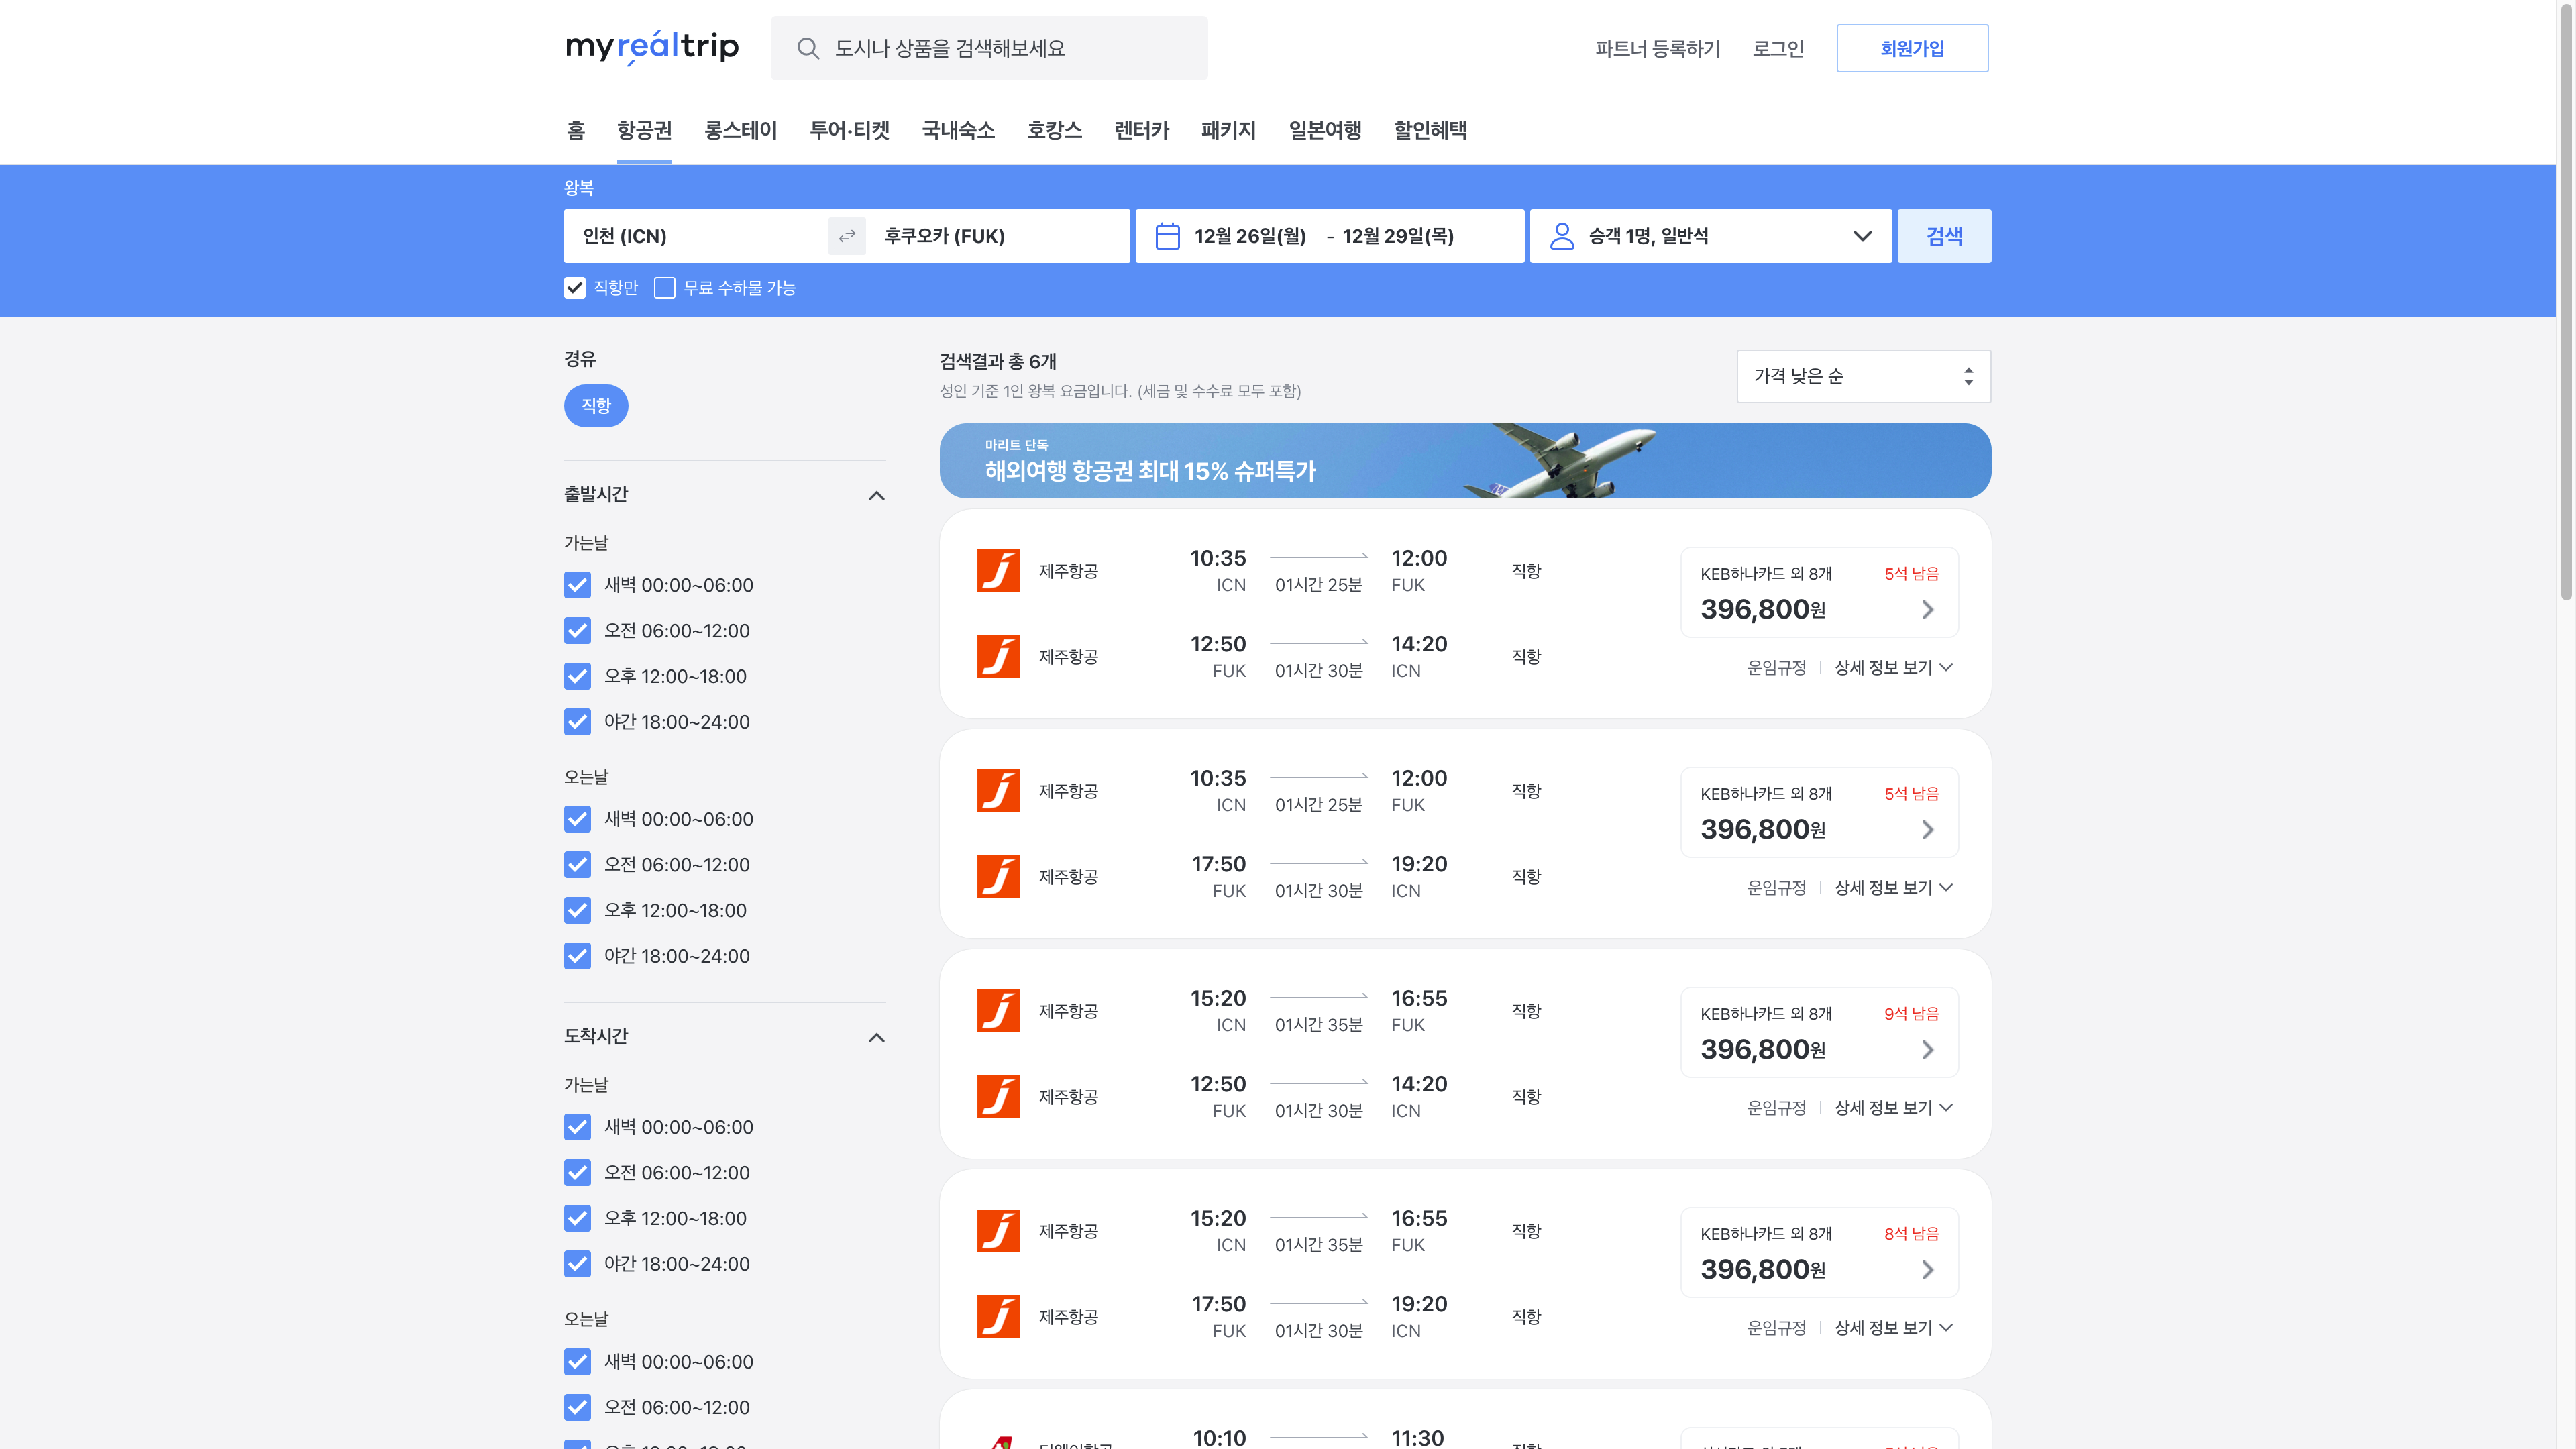 myrealtrip
도시나 상품을 검색해보세요
파트너 등록하기
로그인
회원가입
홈
항공권
롱스테이
투어·티켓
국내숙소
호캉스
렌터카
패키지
일본여행
할인혜택
왕복
인천 (ICN)
후쿠오카 (FUK)
12월 26일(월) - 12월 29일(목)
승객 1명, 일반석
검색
직항만
무료 수하물 가능
경유
직항
출발시간
가는날
새벽 00:00~06:00
오전 06:00~12:00
오후 12:00~18:00
야간 18:00~24:00
오는날
새벽 00:00~06:00
오전 06:00~12:00
오후 12:00~18:00
야간 18:00~24:00
도착시간
가는날
새벽 00:00~06:00
오전 06:00~12:00
오후 12:00~18:00
야간 18:00~24:00
오는날
새벽 00:00~06:00
오전 06:00~12:00
검색결과 총 6개
성인 기준 1인 왕복 요금입니다. (세금 및 수수료 모두 포함)
가격 낮은 순
마리트 단독
해외여행 항공권 최대 15% 슈퍼특가
제주항공
10:35 12:00
ICN 01시간 25분 FUK
직항
제주항공
12:50 14:20
FUK 01시간 30분 ICN
직항
KEB하나카드 외 8개 5석 남음
396,800원
운임규정 | 상세 정보 보기
제주항공
10:35 12:00
ICN 01시간 25분 FUK
직항
제주항공
17:50 19:20
FUK 01시간 30분 ICN
직항
KEB하나카드 외 8개 5석 남음
396,800원
운임규정 | 상세 정보 보기
제주항공
15:20 16:55
ICN 01시간 35분 FUK
직항
제주항공
12:50 14:20
FUK 01시간 30분 ICN
직항
KEB하나카드 외 8개 9석 남음
396,800원
운임규정 | 상세 정보 보기
제주항공
15:20 16:55
ICN 01시간 35분 FUK
직항
제주항공
17:50 19:20
FUK 01시간 30분 ICN
직항
KEB하나카드 외 8개 8석 남음
396,800원
운임규정 | 상세 정보 보기
10:10 11:30